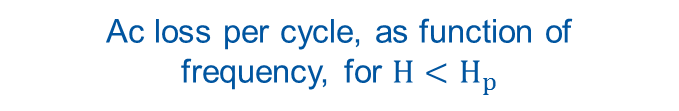 Ac loss per cycle, as function of
frequency, for H < Hₚ